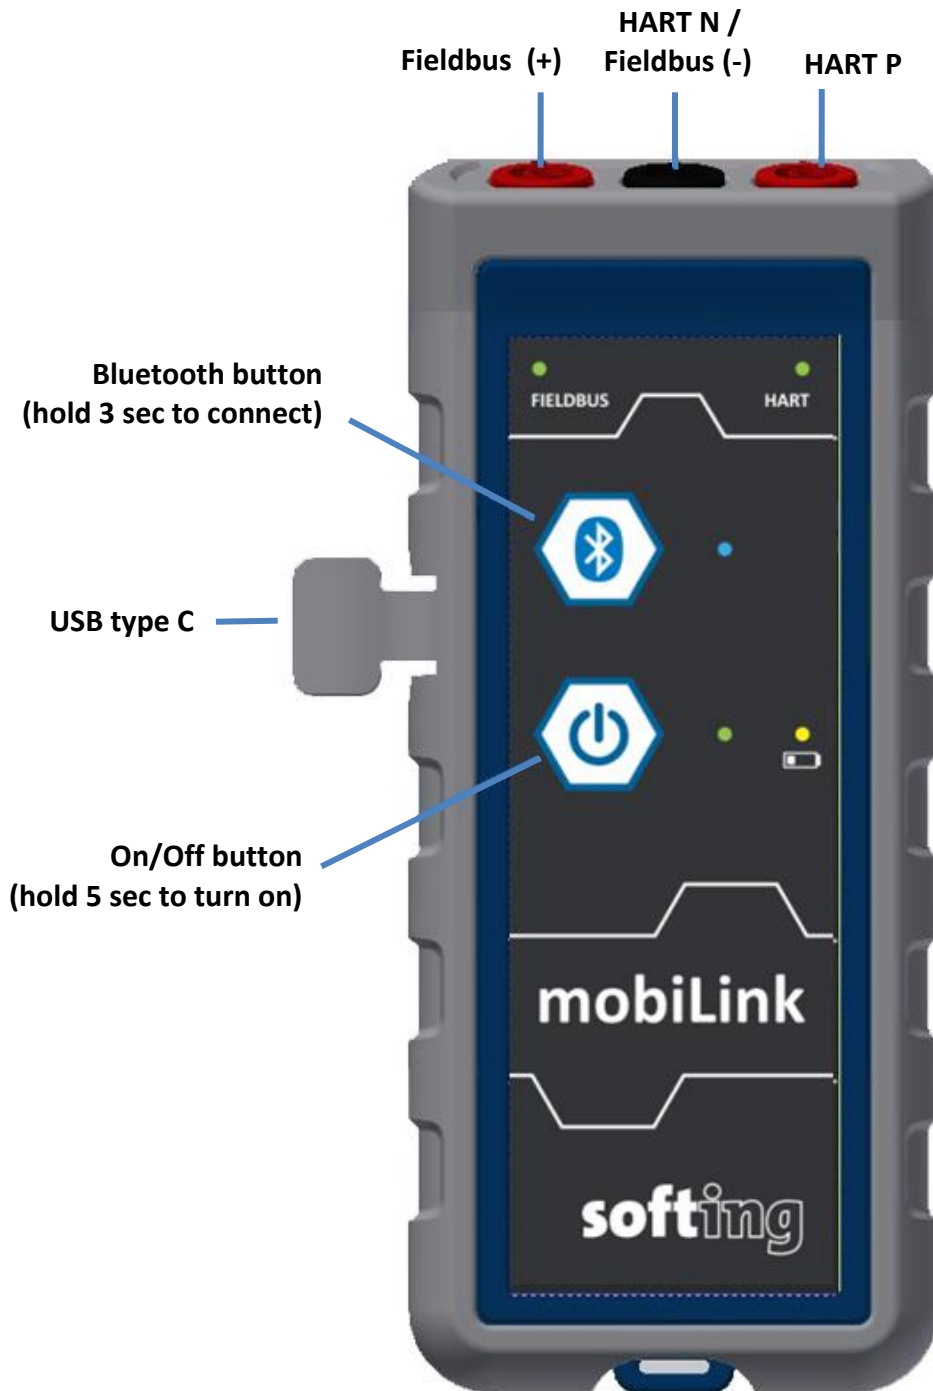 HART N /
Fieldbus (+)
Fieldbus (-)
HART P
FIELDBUS
HART
Bluetooth button
(hold 3 sec to connect)
USB type C
On/Off button
(hold 5 sec to turn on)
mobiLink
softing